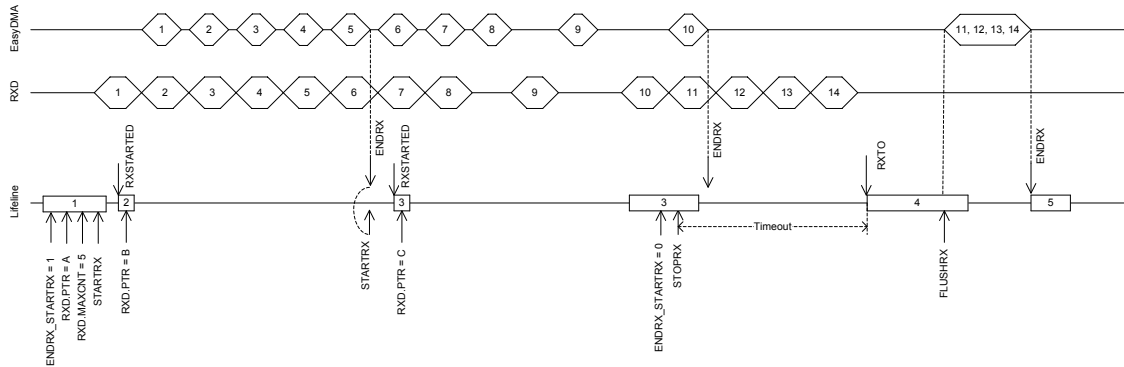 EasyDMA
1 2 3 4 5 6 7 8 9 10 11, 12, 13, 14
RXD
1 2 3 4 5 6 7 8 9 10 11 12 13 14
RXSTARTED
ENDRX
RXSTARTED
ENDRX
RXTO
ENDRX
Lifeline
1 2 3 3 4 5
Timeout
ENDRX_STARTRX = 1
RXD.PTR = A
RXD.MAXCNT = 5
STARTRX
RXD.PTR = B
STARTRX
RXD.PTR = C
ENDRX_STARTRX = 0
STOPRX
FLUSHRX